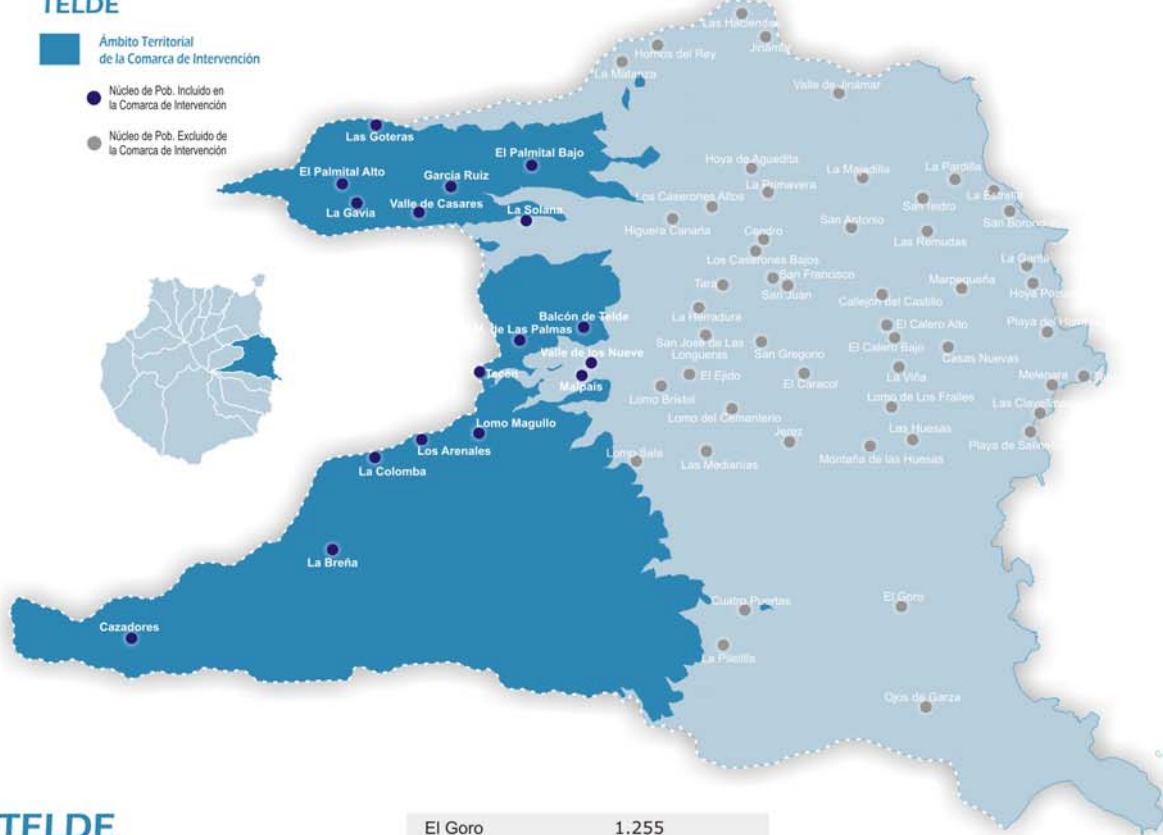 TELDE
Ámbito Territorial
de la Comarca de Intervención
Núcleo de Pob. Incluido en
la Comarca de Intervención
Núcleo de Pob. Excluido de
la Comarca de Intervención
Las Haciendas
Jinámar
Hornos del Rey
La Matanza
Valle de Jinámar
Las Goteras
El Palmital Bajo
El Palmital Alto
García Ruiz
La Gavia
Valle de Casares
La Solana
Hoya de Aguedita
La Primavera
La Majadilla
La Pardilla
La Estrella
Los Caserones Altos
San Isidro
San Borondón
Higuera Canaria
Cendro
San Antonio
Las Remudas
Los Caserones Bajos
La Garita
Tara
San Francisco
San Juan
Marpequeña
Hoya Pozuelo
Callejón del Castillo
Balcón de Telde
de Las Palmas
La Herradura
El Calero Alto
Playa del Hombre
San José de Las
Longueras
San Gregorio
El Calero Bajo
Casas Nuevas
Valle de los Nueve
Tecén
Malpaís
El Ejido
El Caracol
La Viña
Melenara
Lomo Bristol
Lomo de Los Frailes
Las Clavellinas
Lomo del Cementerio
Lomo Magullo
Los Arenales
Jerez
Las Huesas
Playa de Salinetas
La Colomba
Lomo Sala
Las Medianías
Montaña de las Huesas
La Breña
Cazadores
Cuatro Puertas
El Goro
La Pardilla
Ojos de Garza
TELDE
El Goro 1.255